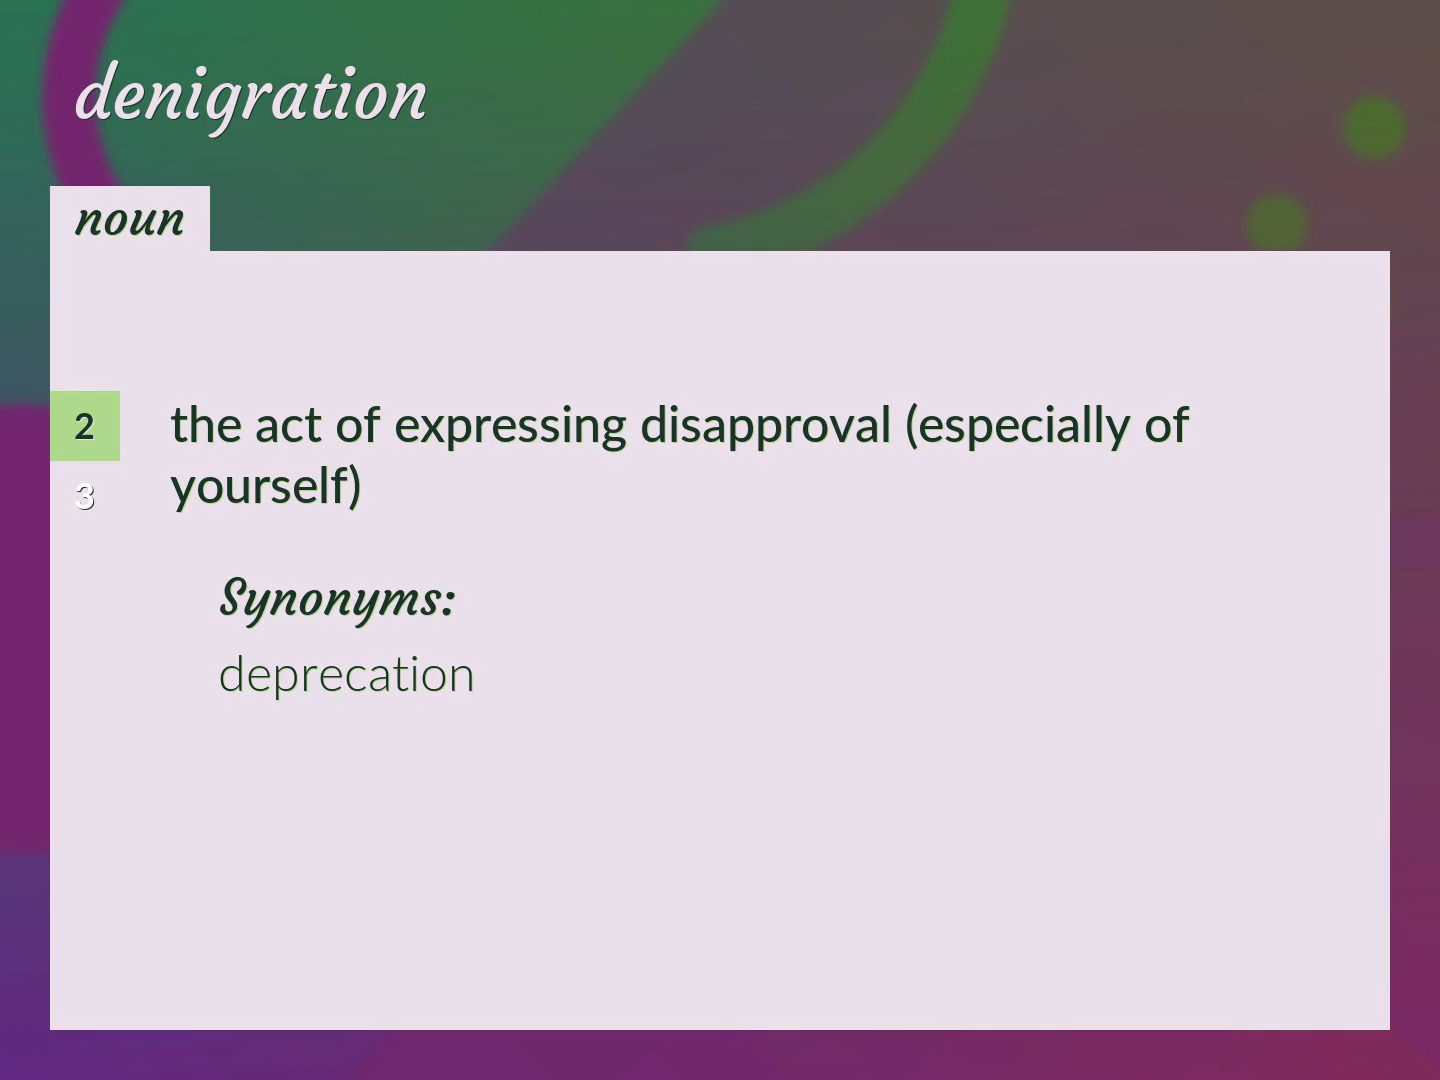 denigration
noun
2
the act of expressing disapproval (especially of
yourself)
3
Synonyms:
deprecation